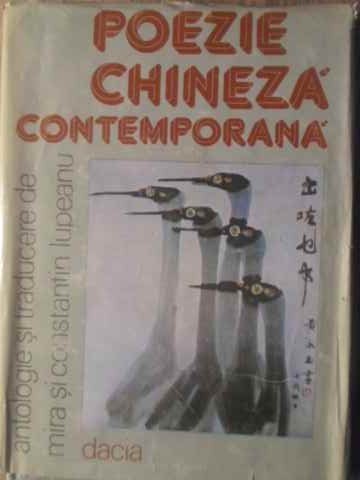 POEZIE
CHINEZĂ
CONTEMPORANĂ
antologie și traducere de
mira și constantin lupeanu
dacia